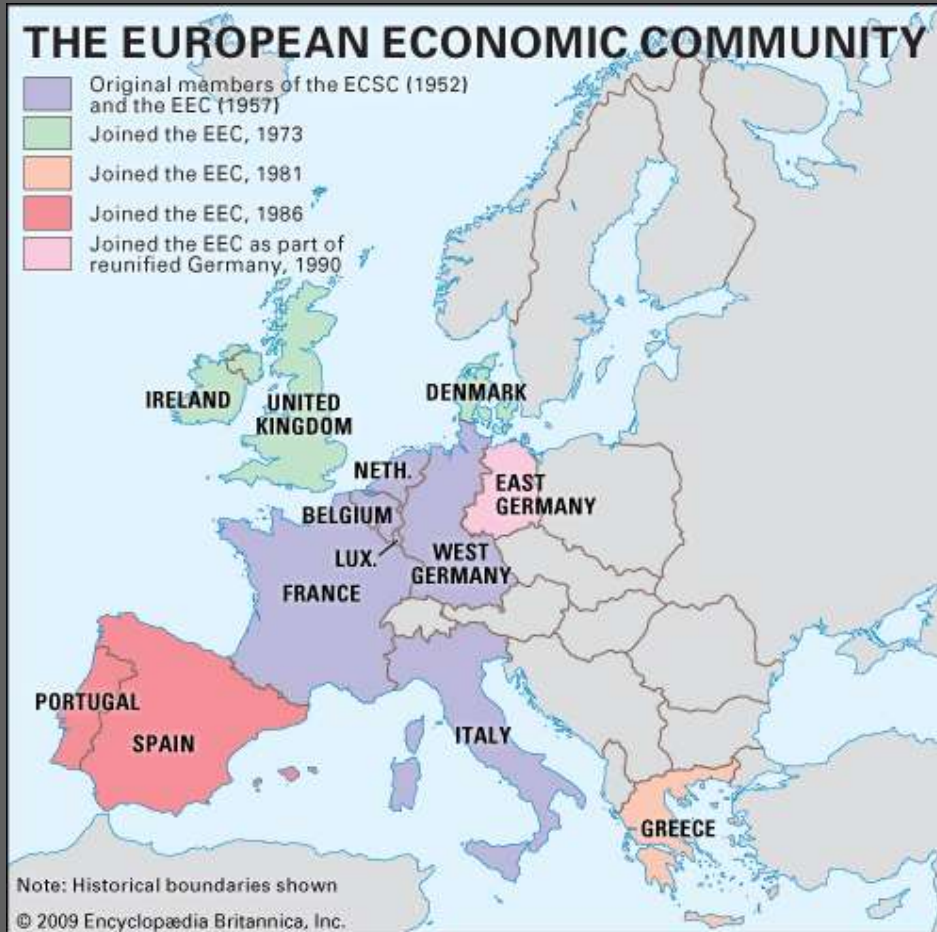 THE EUROPEAN ECONOMIC COMMUNITY
Original members of the ECSC (1952)
and the EEC (1957)
Joined the EEC, 1973
Joined the EEC, 1981
Joined the EEC, 1986
Joined the EEC as part of
reunified Germany, 1990
IRELAND
UNITED
KINGDOM
DENMARK
NETH.
EAST
GERMANY
BELGIUM
LUX.
WEST
GERMANY
FRANCE
PORTUGAL
SPAIN
ITALY
GREECE
Note: Historical boundaries shown
© 2009 Encyclopædia Britannica, Inc.